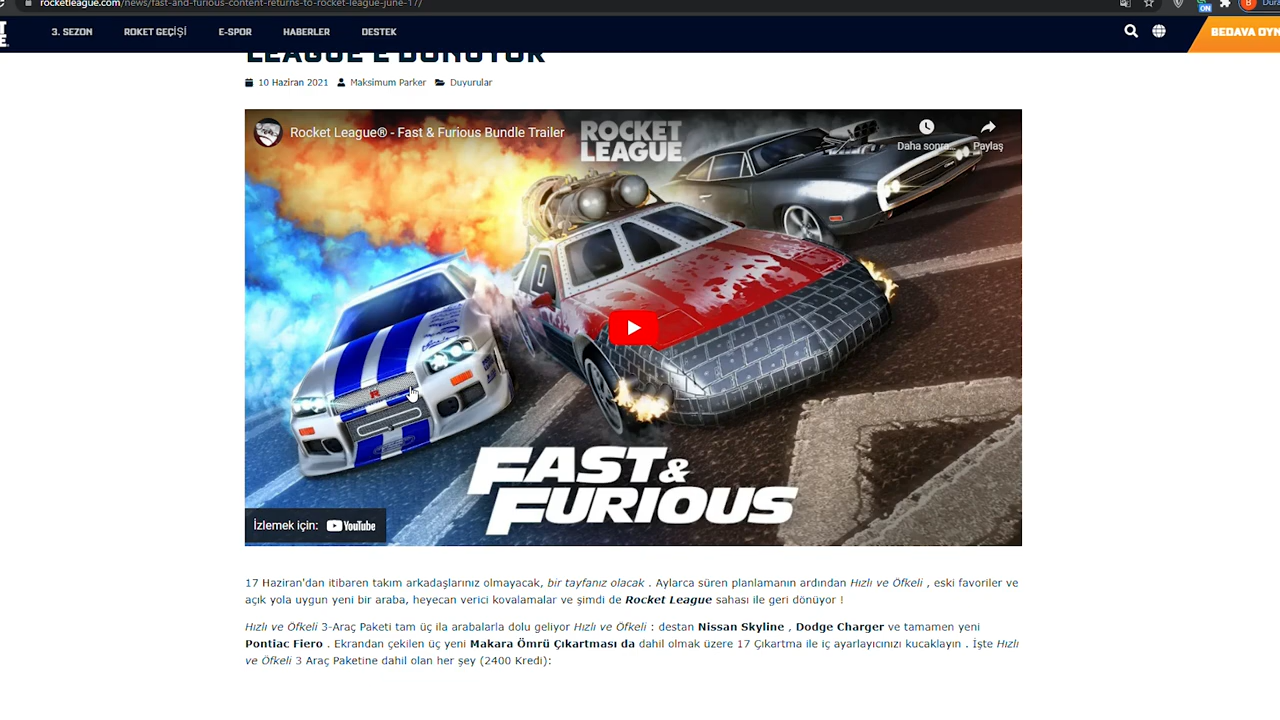 rocketleague.com/news/fast-and-furious-content-returns-to-rocket-league-june-17/
ON
B
3. SEZON ROKET GEÇİŞİ E-SPOR HABERLER DESTEK
LEAGUE'E DÖNÜYOR
10 Haziran 2021 Maksimum Parker Duyurular
Rocket League® - Fast & Furious Bundle Trailer
ROCKET
LEAGUE®
Daha sonra... Paylaş
FAST &
FURIOUS
İzlemek için: YouTube
17 Haziran'dan itibaren takım arkadaşlarınız olmayacak, bir tayfanız olacak . Aylarca süren planlamanın ardından Hızlı ve Öfkeli , eski favoriler ve
açık yola uygun yeni bir araba, heyecan verici kovalamalar ve şimdi de Rocket League sahası ile geri dönüyor !
Hızlı ve Öfkeli 3-Araç Paketi tam üç ila arabalarla dolu geliyor Hızlı ve Öfkeli : destan Nissan Skyline , Dodge Charger ve tamamen yeni
Pontiac Fiero . Ekrandan çekilen üç yeni Makara Ömrü Çıkartması da dahil olmak üzere 17 Çıkartma ile iç ayarlayıcınızı kucaklayın . İşte Hızlı
ve Öfkeli 3 Araç Paketine dahil olan her şey (2400 Kredi):